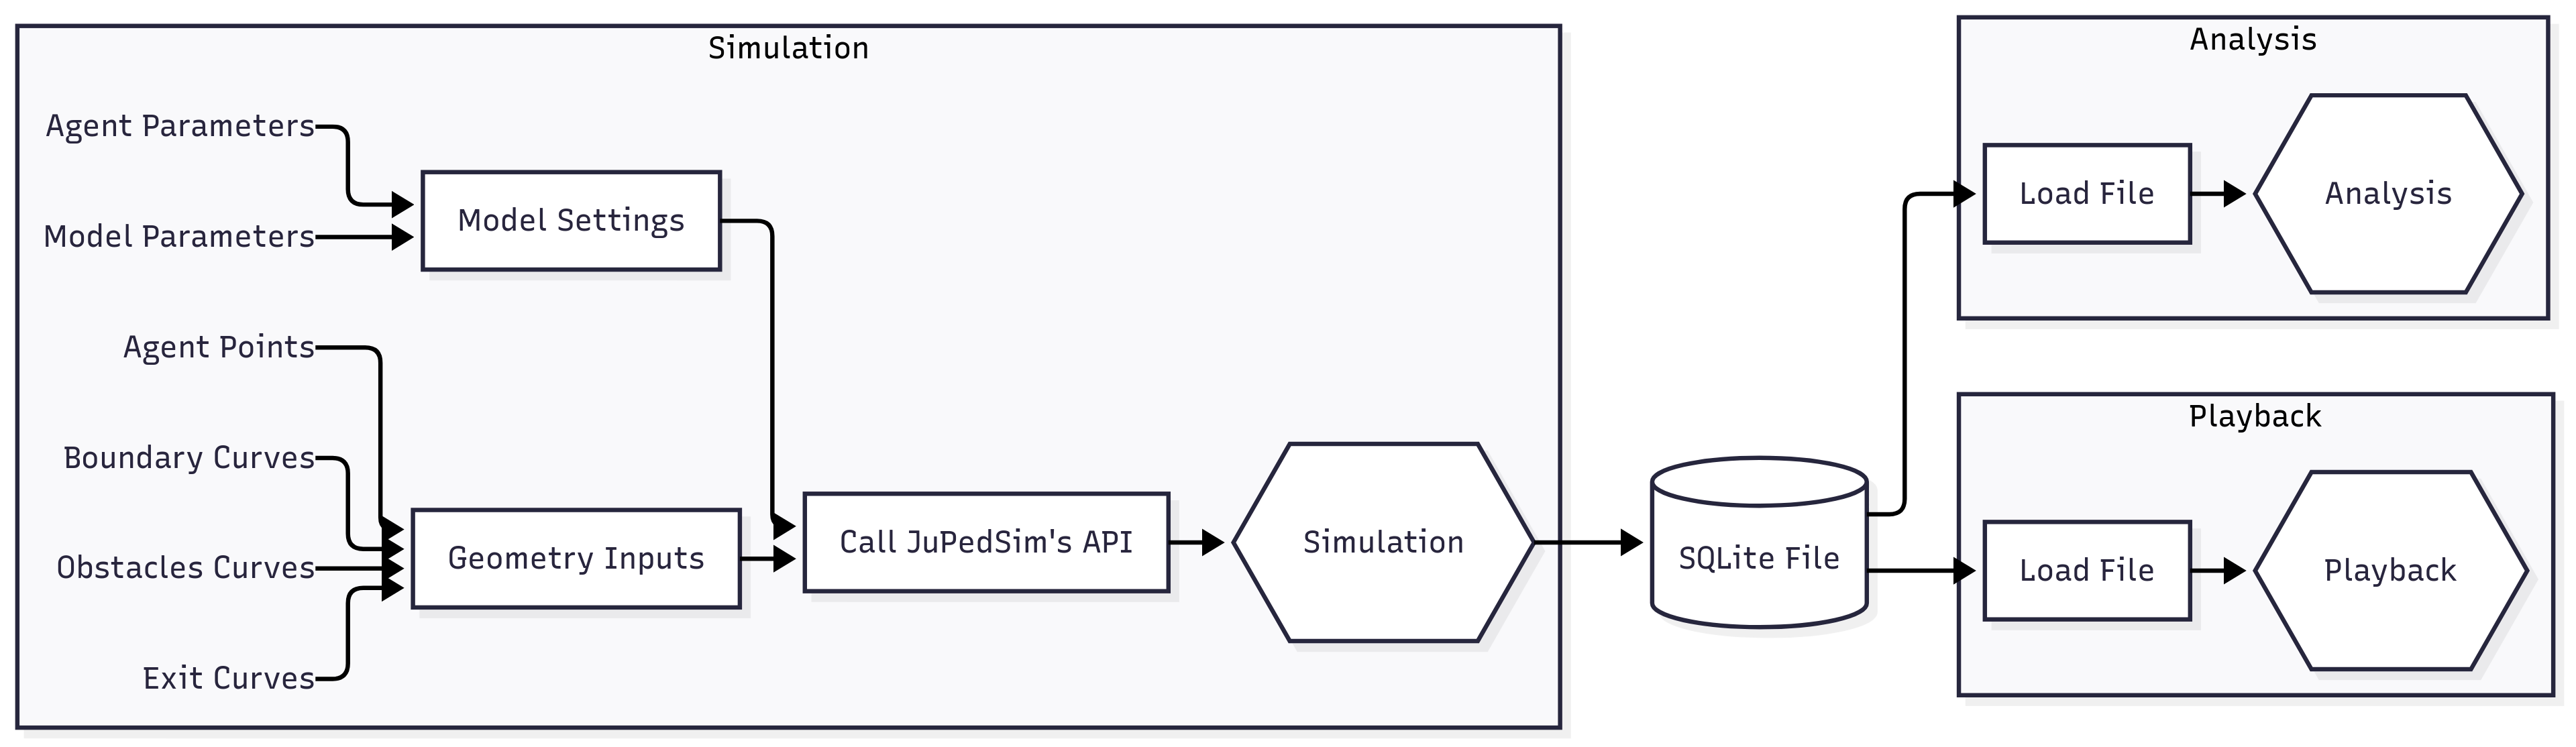 Simulation
Agent Parameters
Model Parameters
Model Settings
Agent Points
Boundary Curves
Obstacles Curves
Exit Curves
Geometry Inputs
Call JuPedSim's API
Simulation
SQLite File
Analysis
Load File
Analysis
Playback
Load File
Playback